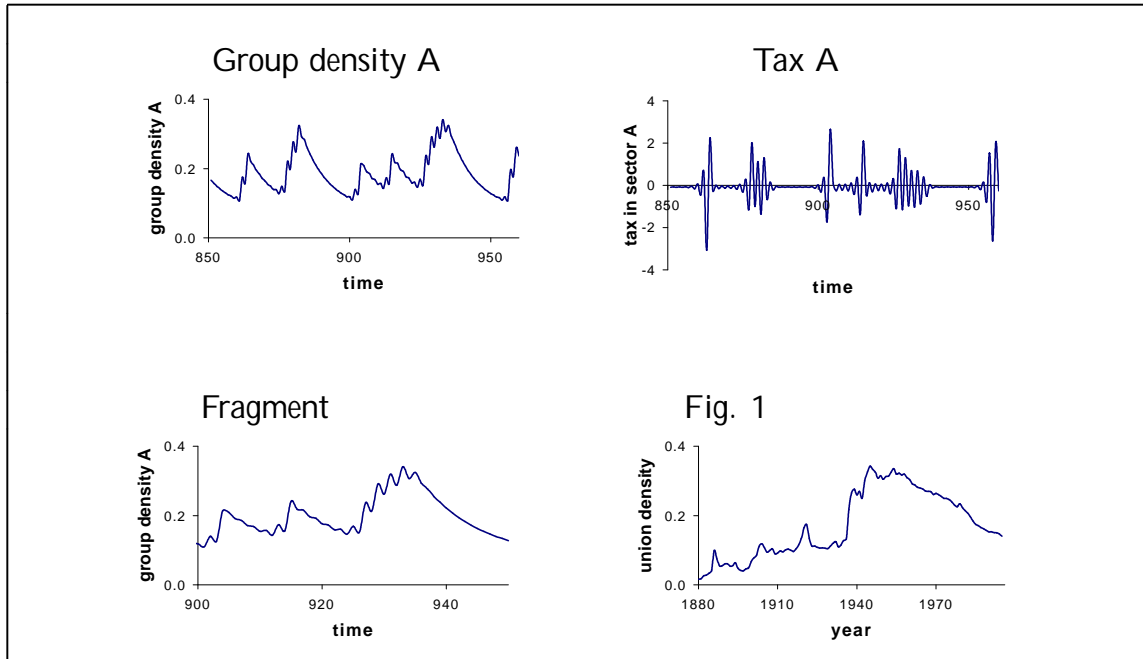 Group density A
0.4
0.2
0.0
group density A
850
900
950
time
Tax A
4
2
0
-2
-4
tax in sector A
850
900
950
time
Fragment
0.4
0.2
0.0
group density A
900
920
940
time
Fig. 1
0.4
0.2
0.0
union density
1880
1910
1940
1970
year